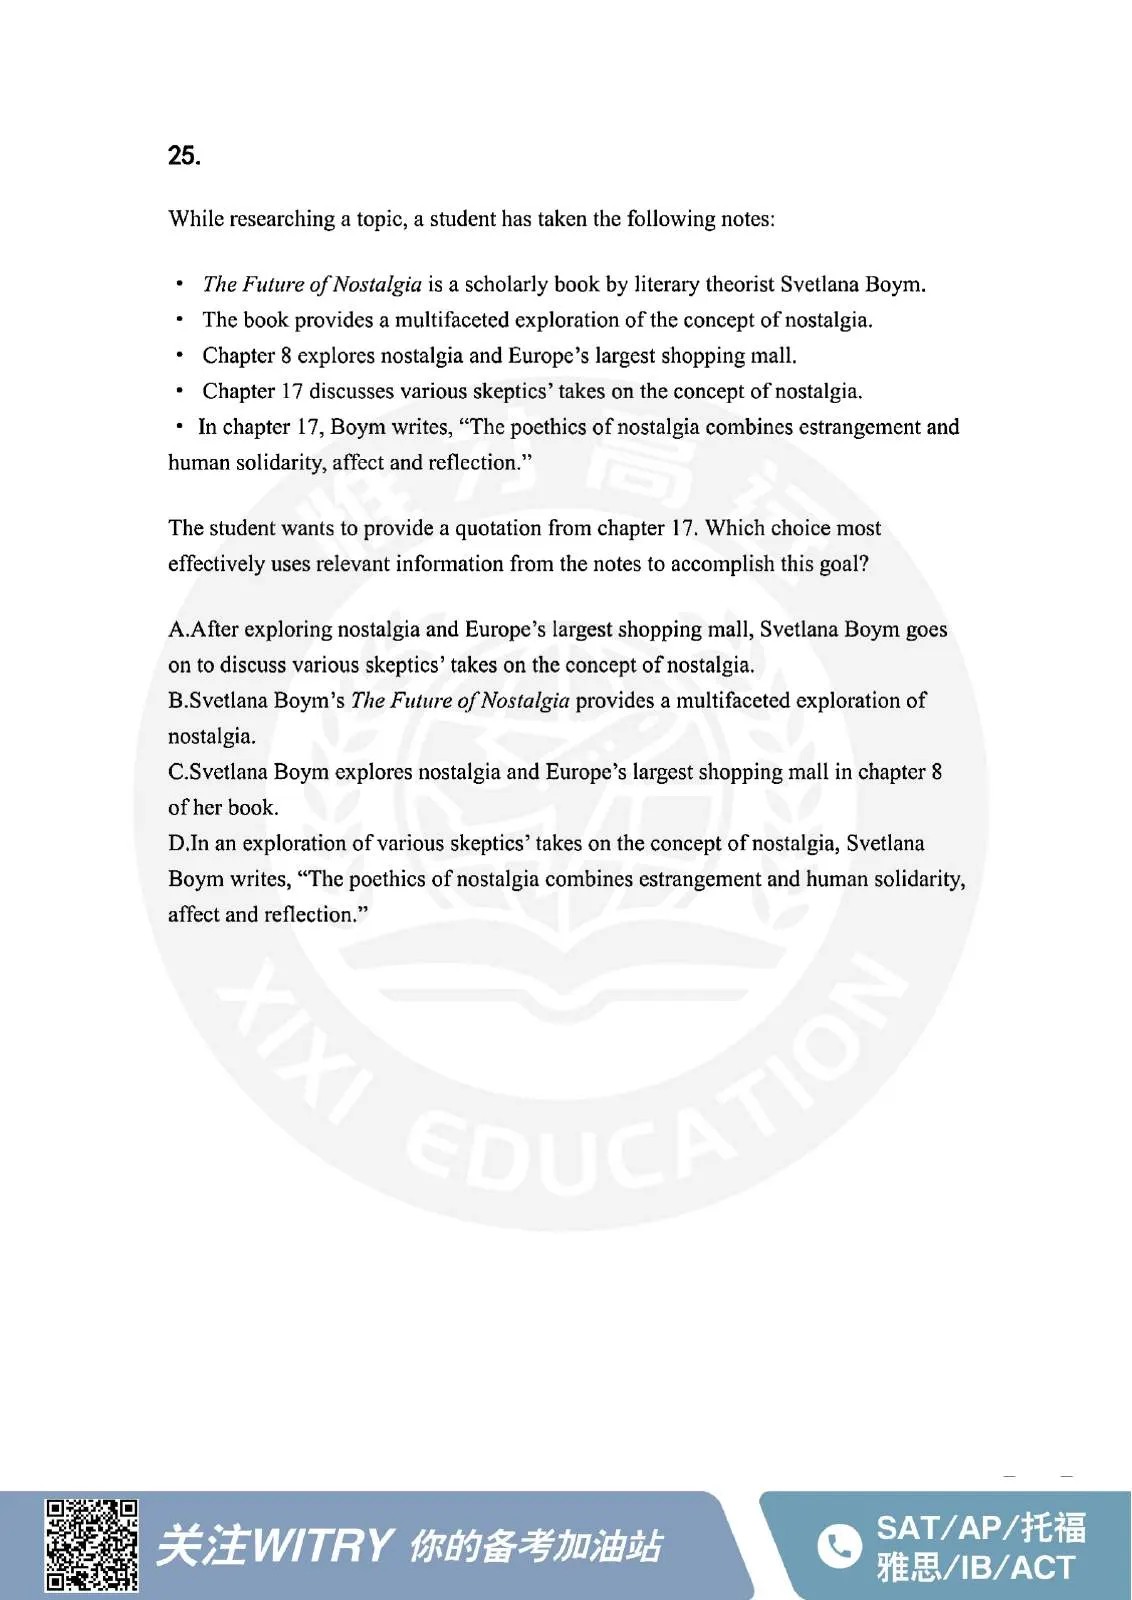 25.
While researching a topic, a student has taken the following notes:
• The Future of Nostalgia is a scholarly book by literary theorist Svetlana Boym.
• The book provides a multifaceted exploration of the concept of nostalgia.
• Chapter 8 explores nostalgia and Europe’s largest shopping mall.
• Chapter 17 discusses various skeptics’ takes on the concept of nostalgia.
• In chapter 17, Boym writes, “The poethics of nostalgia combines estrangement and
human solidarity, affect and reflection.”
The student wants to provide a quotation from chapter 17. Which choice most
effectively uses relevant information from the notes to accomplish this goal?
A.After exploring nostalgia and Europe’s largest shopping mall, Svetlana Boym goes
on to discuss various skeptics’ takes on the concept of nostalgia.
B.Svetlana Boym’s The Future of Nostalgia provides a multifaceted exploration of
nostalgia.
C.Svetlana Boym explores nostalgia and Europe’s largest shopping mall in chapter 8
of her book.
D.In an exploration of various skeptics’ takes on the concept of nostalgia, Svetlana
Boym writes, “The poethics of nostalgia combines estrangement and human solidarity,
affect and reflection.”
惟力高远
XIXI EDUCATION
关注WITRY 你的备考加油站
SAT/AP/托福
雅思/IB/ACT